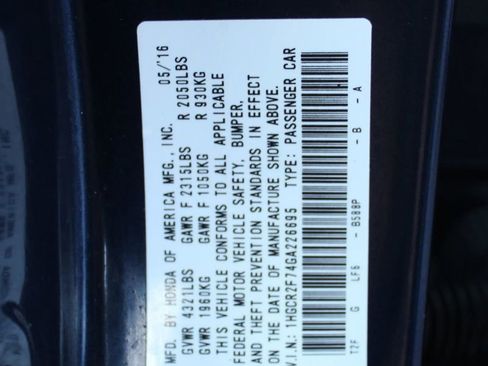 MFD. BY HONDA OF AMERICA MFG., INC. 05/'16
GVWR 4321LBS GAWR F 2315LBS R 2050LBS
GVWR 1960KG GAWR F 1050KG R 930KG
THIS VEHICLE CONFORMS TO ALL APPLICABLE
FEDERAL MOTOR VEHICLE SAFETY, BUMPER,
AND THEFT PREVENTION STANDARDS IN EFFECT
ON THE DATE OF MANUFACTURE SHOWN ABOVE.
V.I.N.: 1HGCR2F74GA226695 TYPE: PASSENGER CAR
T2F G LF6 - B588P - B - A